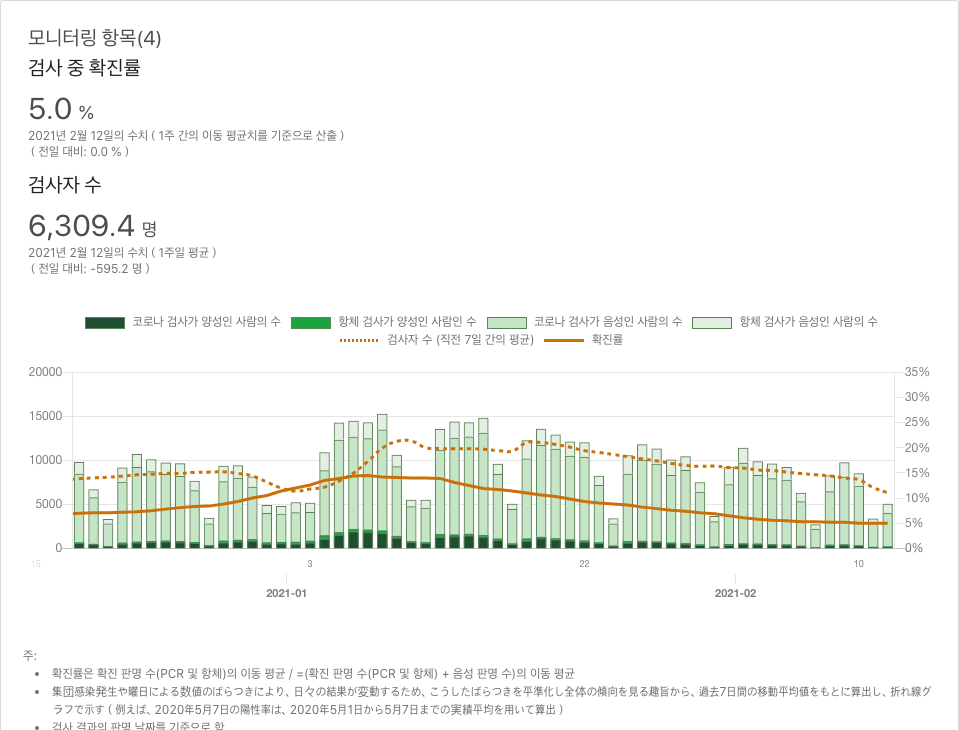 모니터링 항목(4)
검사 중 확진률
5.0 %
2021년 2월 12일의 수치 ( 1주 간의 이동 평균치를 기준으로 산출 )
( 전일 대비: 0.0 % )
검사자 수
6,309.4 명
2021년 2월 12일의 수치 ( 1주일 평균 )
( 전일 대비: -595.2 명 )
코로나 검사가 양성인 사람의 수 항체 검사가 양성인 사람인 수 코로나 검사가 음성인 사람의 수 항체 검사가 음성인 사람의 수
검사자 수 (직전 7일 간의 평균) 확진률
20000 35%
30%
15000 25%
20%
10000 15%
5000 10%
5%
0 0%
15 3 22 10
2021-01 2021-02
주:
• 확진률은 확진 판명 수(PCR 및 항체)의 이동 평균 / =(확진 판명 수(PCR 및 항체) + 음성 판명 수)의 이동 평균
• 集団感染発生や曜日による数値のばらつきにより、日々の結果が変動するため、こうしたばらつきを平準化し全体の傾向を見る趣旨から、過去7日間の移動平均値をもとに算出し、折れ線グ
ラフで示す ( 例えば、2020年5月7日の陽性率は、2020年5月1日から5月7日までの実績平均を用いて算出 )
• 검사 결과의 판명 날짜를 기준으로 함